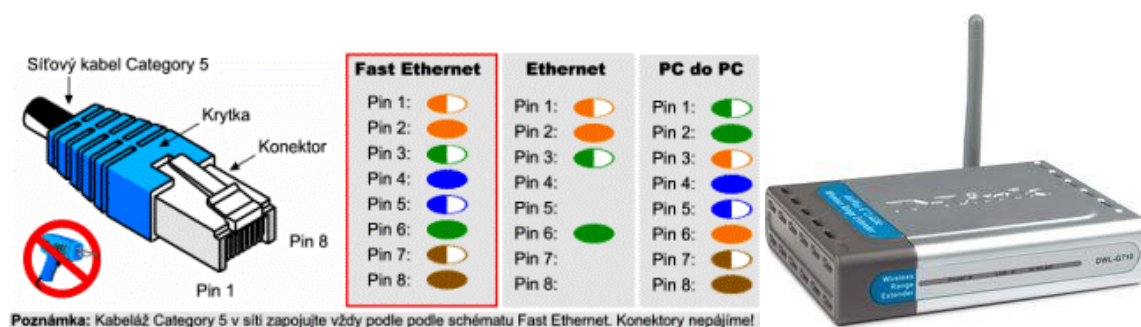 Síťový kabel Category 5
Krytka
Konektor
Pin 8
Pin 1
Fast Ethernet
Pin 1:
Pin 2:
Pin 3:
Pin 4:
Pin 5:
Pin 6:
Pin 7:
Pin 8:
Ethernet
Pin 1:
Pin 2:
Pin 3:
Pin 4:
Pin 5:
Pin 6:
Pin 7:
Pin 8:
PC do PC
Pin 1:
Pin 2:
Pin 3:
Pin 4:
Pin 5:
Pin 6:
Pin 7:
Pin 8:
Poznámka: Kabeláž Category 5 v síti zapojujte vždy podle podle schématu Fast Ethernet. Konektory nepájíme!
Wireless Range Extender
Wireless
Range
Extender
DWL-G710